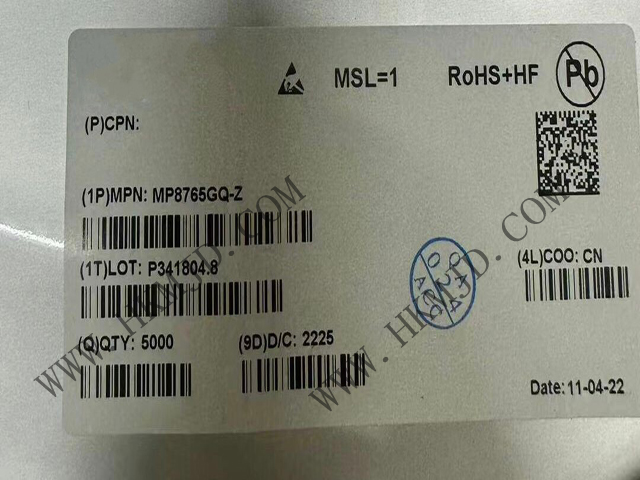 MSL=1 RoHS+HF Pb
(P)CPN:
(1P)MPN: MP8765GQ-Z
(1T)LOT: P341804.8
(4L)COO: CN
(Q)QTY: 5000 (9D)D/C: 2225
Date: 11-04-22
WWW.HKMJD.COM
WWW.HKMJD.COM